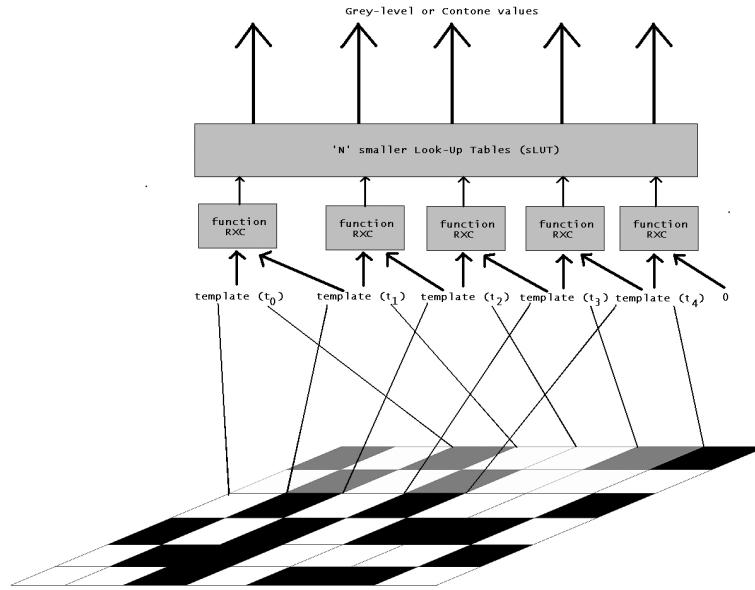 Grey-level or Contone values
'N' smaller Look-Up Tables (sLUT)
function RXC
function RXC
function RXC
function RXC
function RXC
template (t0)
template (t1)
template (t2)
template (t3)
template (t4)
0